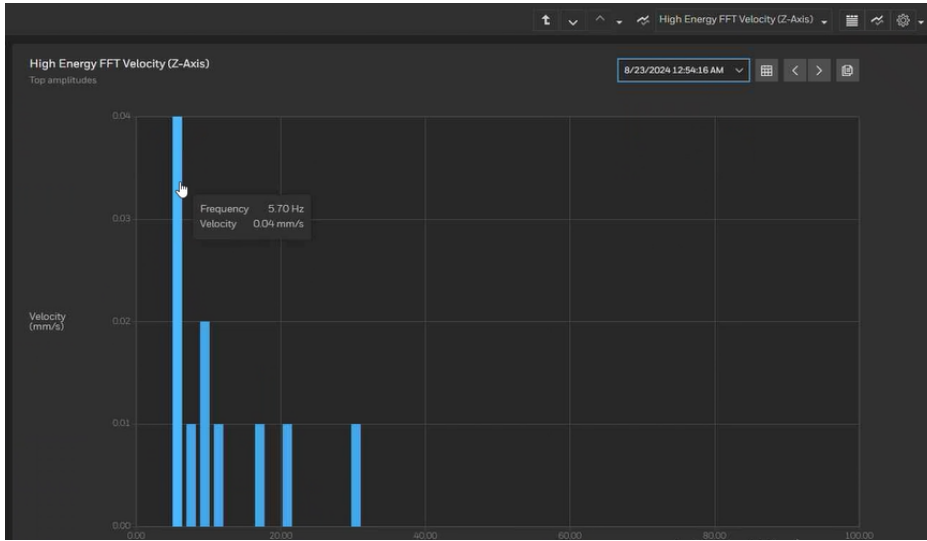 High Energy FFT Velocity (Z-Axis)
High Energy FFT Velocity (Z-Axis)
Top amplitudes
8/23/2024 12:54:16 AM
0.04
Frequency 5.70 Hz
Velocity 0.04 mm/s
0.03
Velocity
(mm/s)
0.02
0.01
0.00
0.00 20.00 40.00 60.00 80.00 100.00